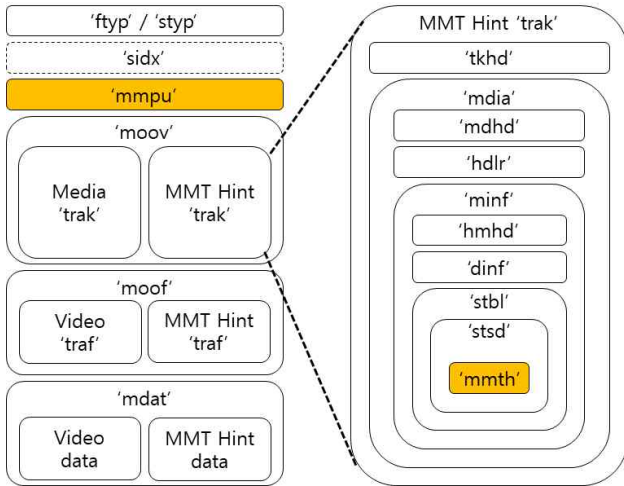 ‘ftyp’ / ‘styp’
‘sidx’
‘mmpu’
‘moov’
Media
‘trak’
MMT Hint
‘trak’
‘moof’
Video
‘traf’
MMT Hint
‘traf’
‘mdat’
Video
data
MMT Hint
data
MMT Hint ‘trak’
‘tkhd’
‘mdia’
‘mdhd’
‘hdlr’
‘minf’
‘hmhd’
‘dinf’
‘stbl’
‘stsd’
‘mmth’